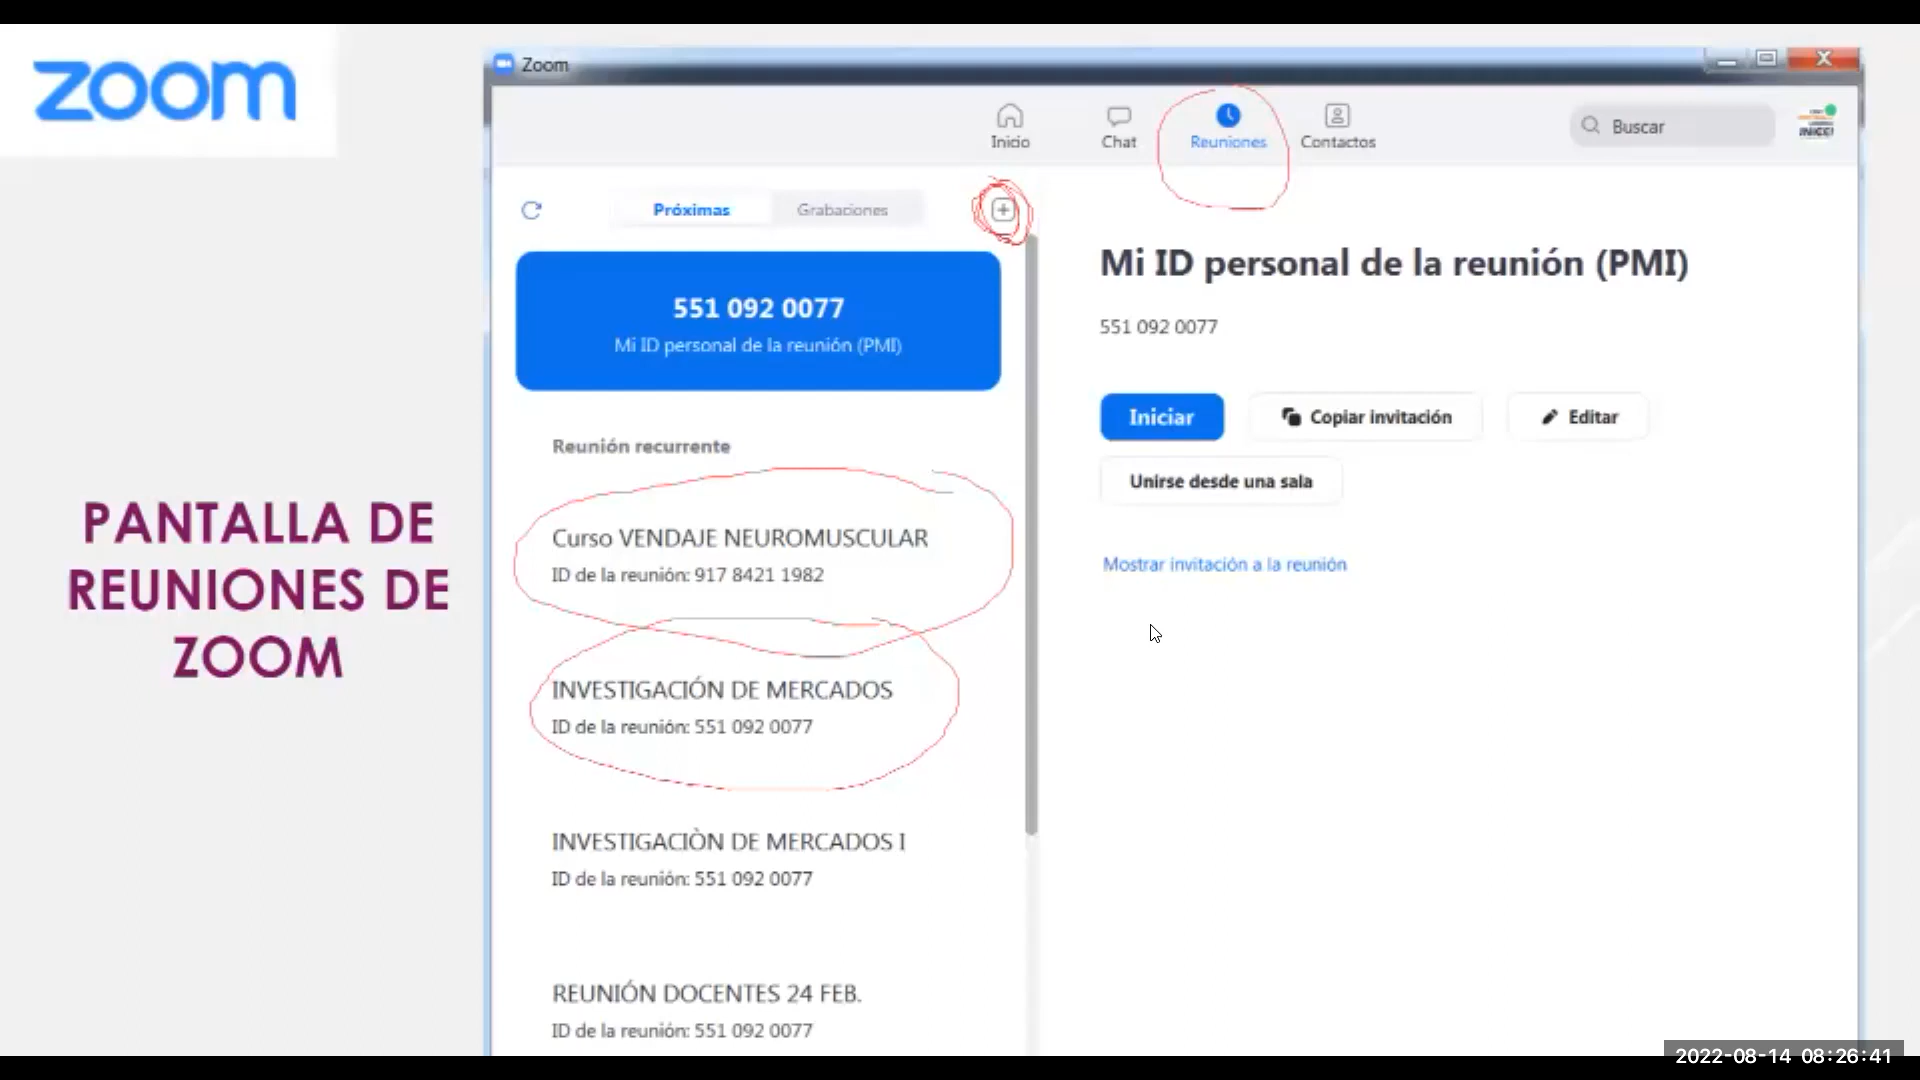 zoom
Zoom
Inicio
Chat
Reuniones
Contactos
Buscar
Próximas
Grabaciones
551 092 0077
Mi ID personal de la reunión (PMI)
Reunión recurrente
Curso VENDAJE NEUROMUSCULAR
ID de la reunión: 917 8421 1982
INVESTIGACIÓN DE MERCADOS
ID de la reunión: 551 092 0077
INVESTIGACIÒN DE MERCADOS I
ID de la reunión: 551 092 0077
REUNIÓN DOCENTES 24 FEB.
ID de la reunión: 551 092 0077
Mi ID personal de la reunión (PMI)
551 092 0077
Iniciar
Copiar invitación
Editar
Unirse desde una sala
Mostrar invitación a la reunión
PANTALLA DE
REUNIONES DE
ZOOM
2022-08-14 08:26:41